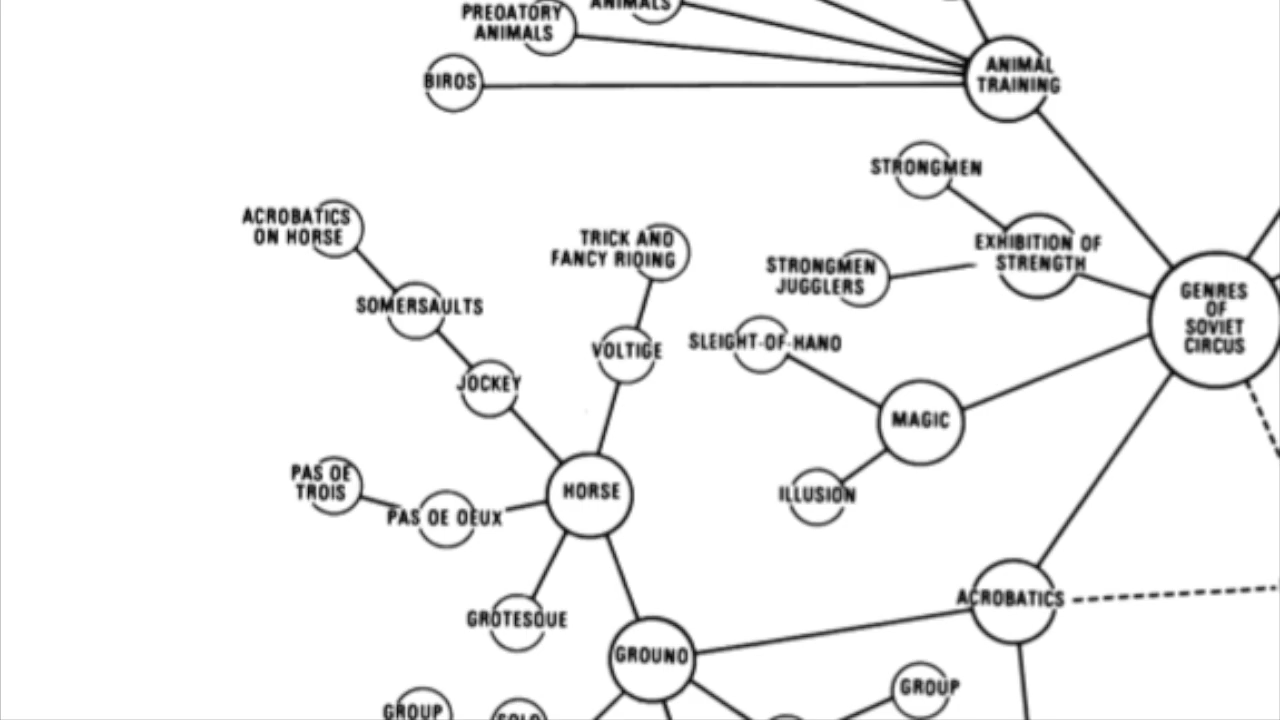 ANIMALS
PREDATORY
ANIMALS
BIRDS
ANIMAL
TRAINING
STRONGMEN
ACROBATICS
ON HORSE
TRICK AND
FANCY RIDING
EXHIBITION OF
STRENGTH
STRONGMEN
JUGGLERS
GENRES
OF
SOVIET
CIRCUS
SOMERSAULTS
SLEIGHT-OF-HAND
VOLTIGE
JOCKEY
MAGIC
PAS DE
TROIS
HORSE
ILLUSION
PAS DE DEUX
ACROBATICS
GROTESQUE
GROUND
GROUP
GROUP
SOLO